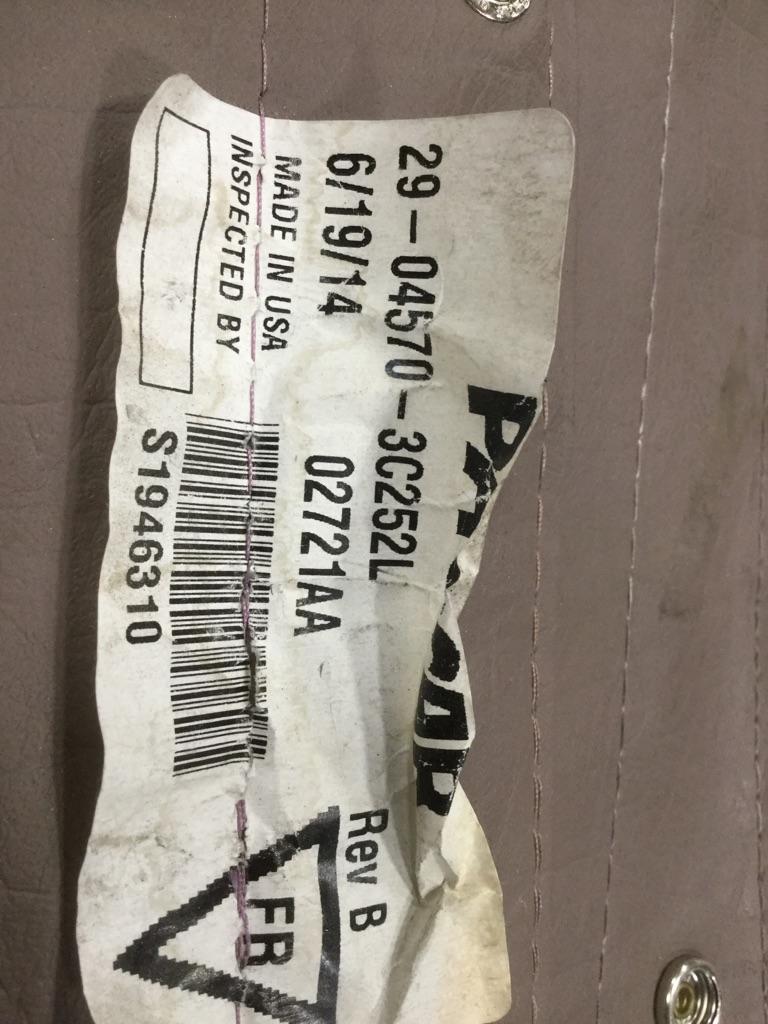 29-04570-3C252L
6/19/14 02721AA
Rev B
MADE IN USA
INSPECTED BY
FR
S1946310